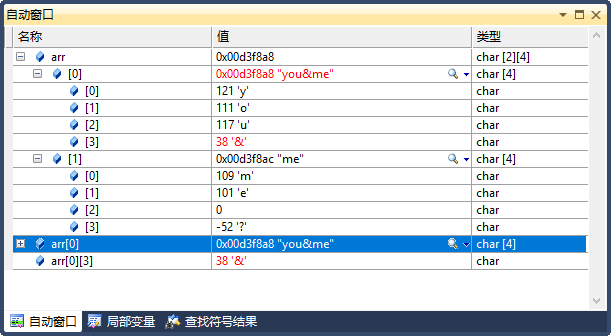 自动窗口
名称 值 类型
arr 0x00d3f8a8 char [2][4]
[0] 0x00d3f8a8 "you&me" char [4]
[0] 121 'y' char
[1] 111 'o' char
[2] 117 'u' char
[3] 38 '&' char
[1] 0x00d3f8ac "me" char [4]
[0] 109 'm' char
[1] 101 'e' char
[2] 0 char
[3] -52 '?' char
arr[0] 0x00d3f8a8 "you&me" char [4]
arr[0][3] 38 '&' char
自动窗口 局部变量 查找符号结果